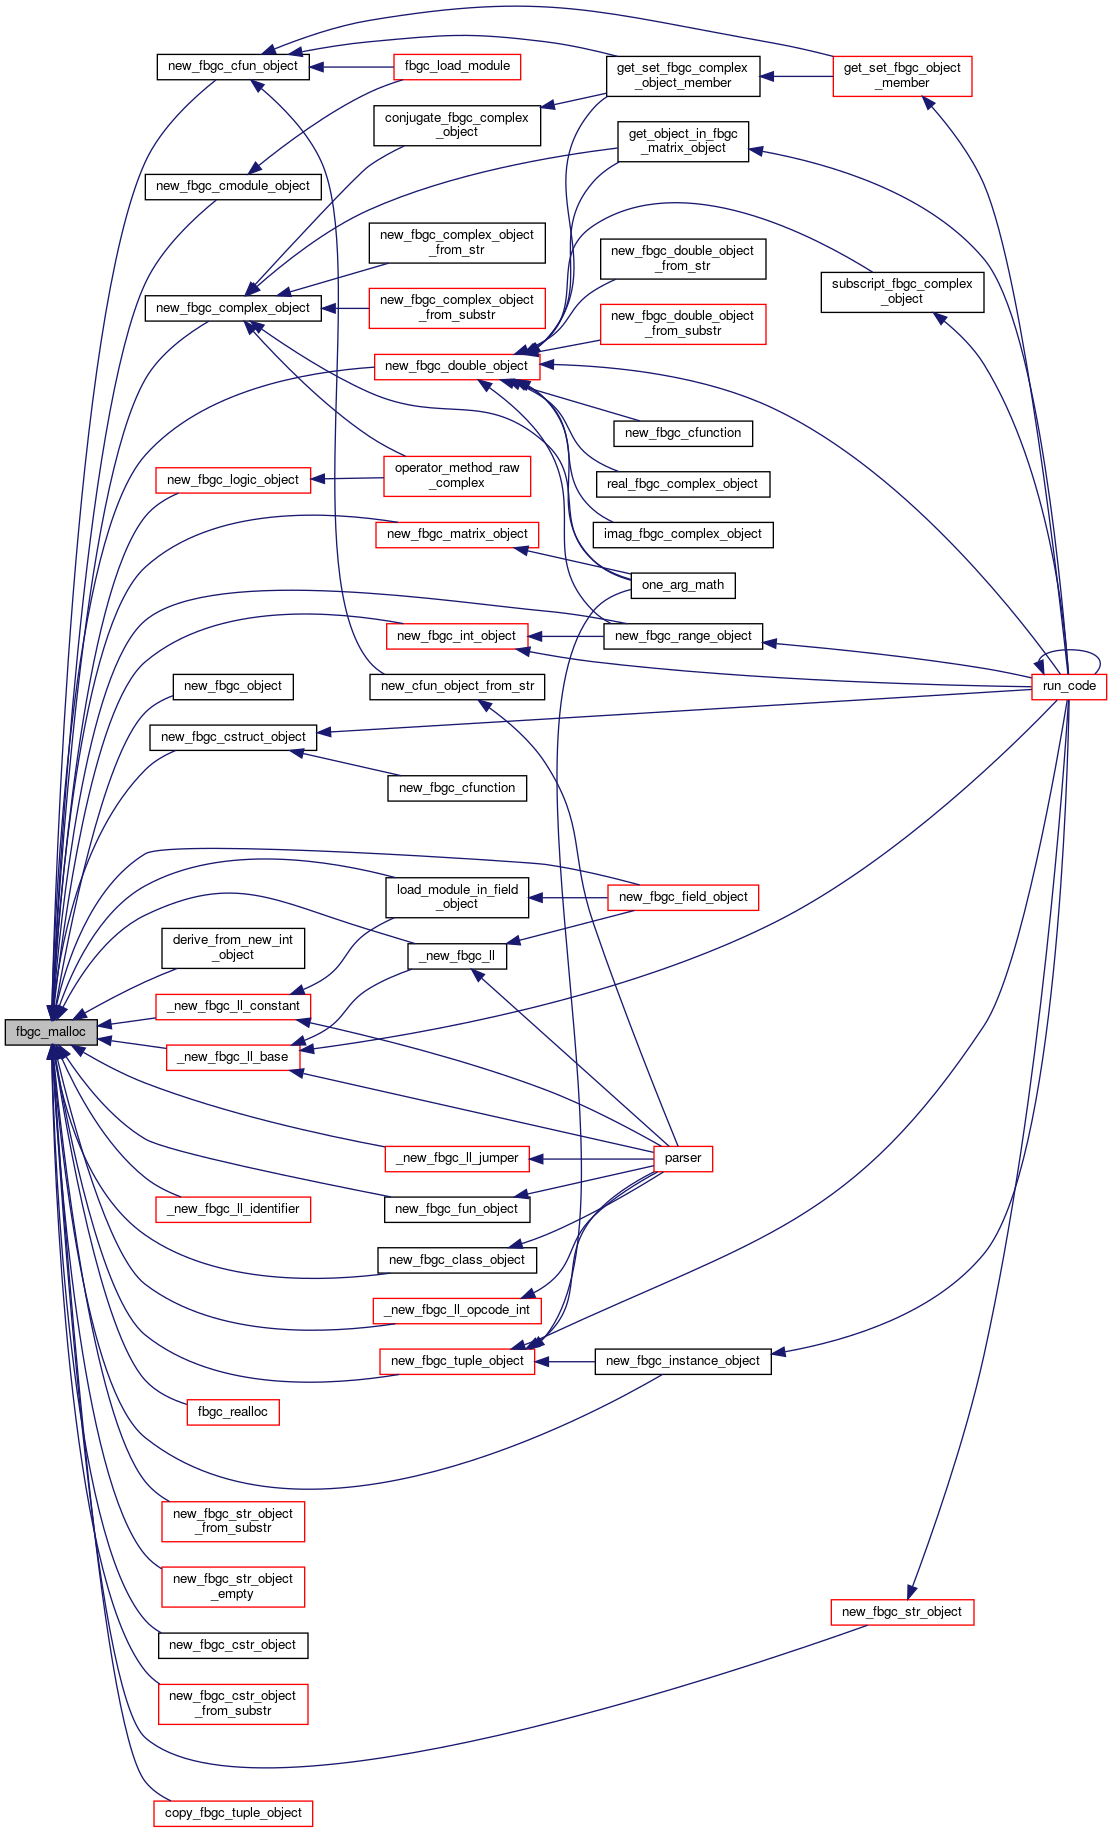 new_fbgc_cfun_object
fbgc_load_module
get_set_fbgc_complex
_object_member
get_set_fbgc_object
_member
conjugate_fbgc_complex
_object
get_object_in_fbgc
_matrix_object
new_fbgc_cmodule_object
new_fbgc_complex_object
_from_str
new_fbgc_double_object
_from_str
subscript_fbgc_complex
_object
new_fbgc_complex_object
new_fbgc_complex_object
_from_substr
new_fbgc_double_object
_from_substr
new_fbgc_double_object
new_fbgc_cfunction
new_fbgc_logic_object
operator_method_raw
_complex
real_fbgc_complex_object
new_fbgc_matrix_object
imag_fbgc_complex_object
one_arg_math
new_fbgc_int_object
new_fbgc_range_object
new_fbgc_object
new_cfun_object_from_str
run_code
new_fbgc_cstruct_object
new_fbgc_cfunction
load_module_in_field
_object
new_fbgc_field_object
derive_from_new_int
_object
_new_fbgc_ll
_new_fbgc_ll_constant
fbgc_malloc
_new_fbgc_ll_base
_new_fbgc_ll_jumper
parser
_new_fbgc_ll_identifier
new_fbgc_fun_object
new_fbgc_class_object
_new_fbgc_ll_opcode_int
new_fbgc_tuple_object
new_fbgc_instance_object
fbgc_realloc
new_fbgc_str_object
_from_substr
new_fbgc_str_object
_empty
new_fbgc_str_object
new_fbgc_cstr_object
new_fbgc_cstr_object
_from_substr
copy_fbgc_tuple_object